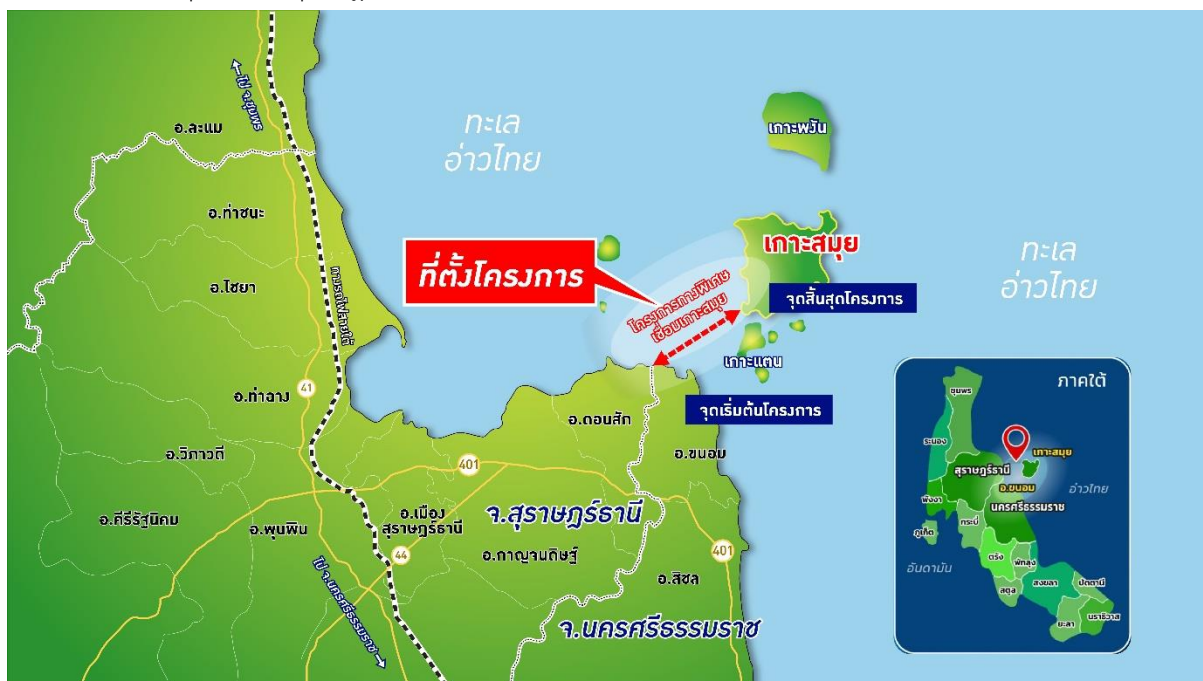 ←ไป จ.ชุมพร
อ.ละแม
อ.ท่าชนะ
อ.ไชยา
ทางรถไฟสายใต้
อ.ท่าฉาง
41
อ.วิภาวดี
อ.คีรีรัฐนิคม
อ.พุนพิน
ทะเล
อ่าวไทย
เกาะพงัน
เกาะสมุย
ที่ตั้งโครงการ
โครงการทางพิเศษ
เชื่อมเกาะสมุย
จุดสิ้นสุดโครงการ
เกาะแตน
จุดเริ่มต้นโครงการ
ทะเล
อ่าวไทย
อ.ดอนสัก
อ.ขนอม
401
อ.เมือง
สุราษฎร์ธานี
จ.สุราษฎร์ธานี
44
อ.กาญจนดิษฐ์
401
อ.สิชล
ไป จ.นครศรีธรรมราช→
จ.นครศรีธรรมราช
ภาคใต้
ชุมพร
ระนอง
เกาะสมุย
สุราษฎร์ธานี
อ.ขนอม
อ่าวไทย
พังงา
นครศรีธรรมราช
กระบี่
ภูเก็ต
อันดามัน
ตรัง
พัทลุง
สตูล
สงขลา
ปัตตานี
ยะลา
นราธิวาส